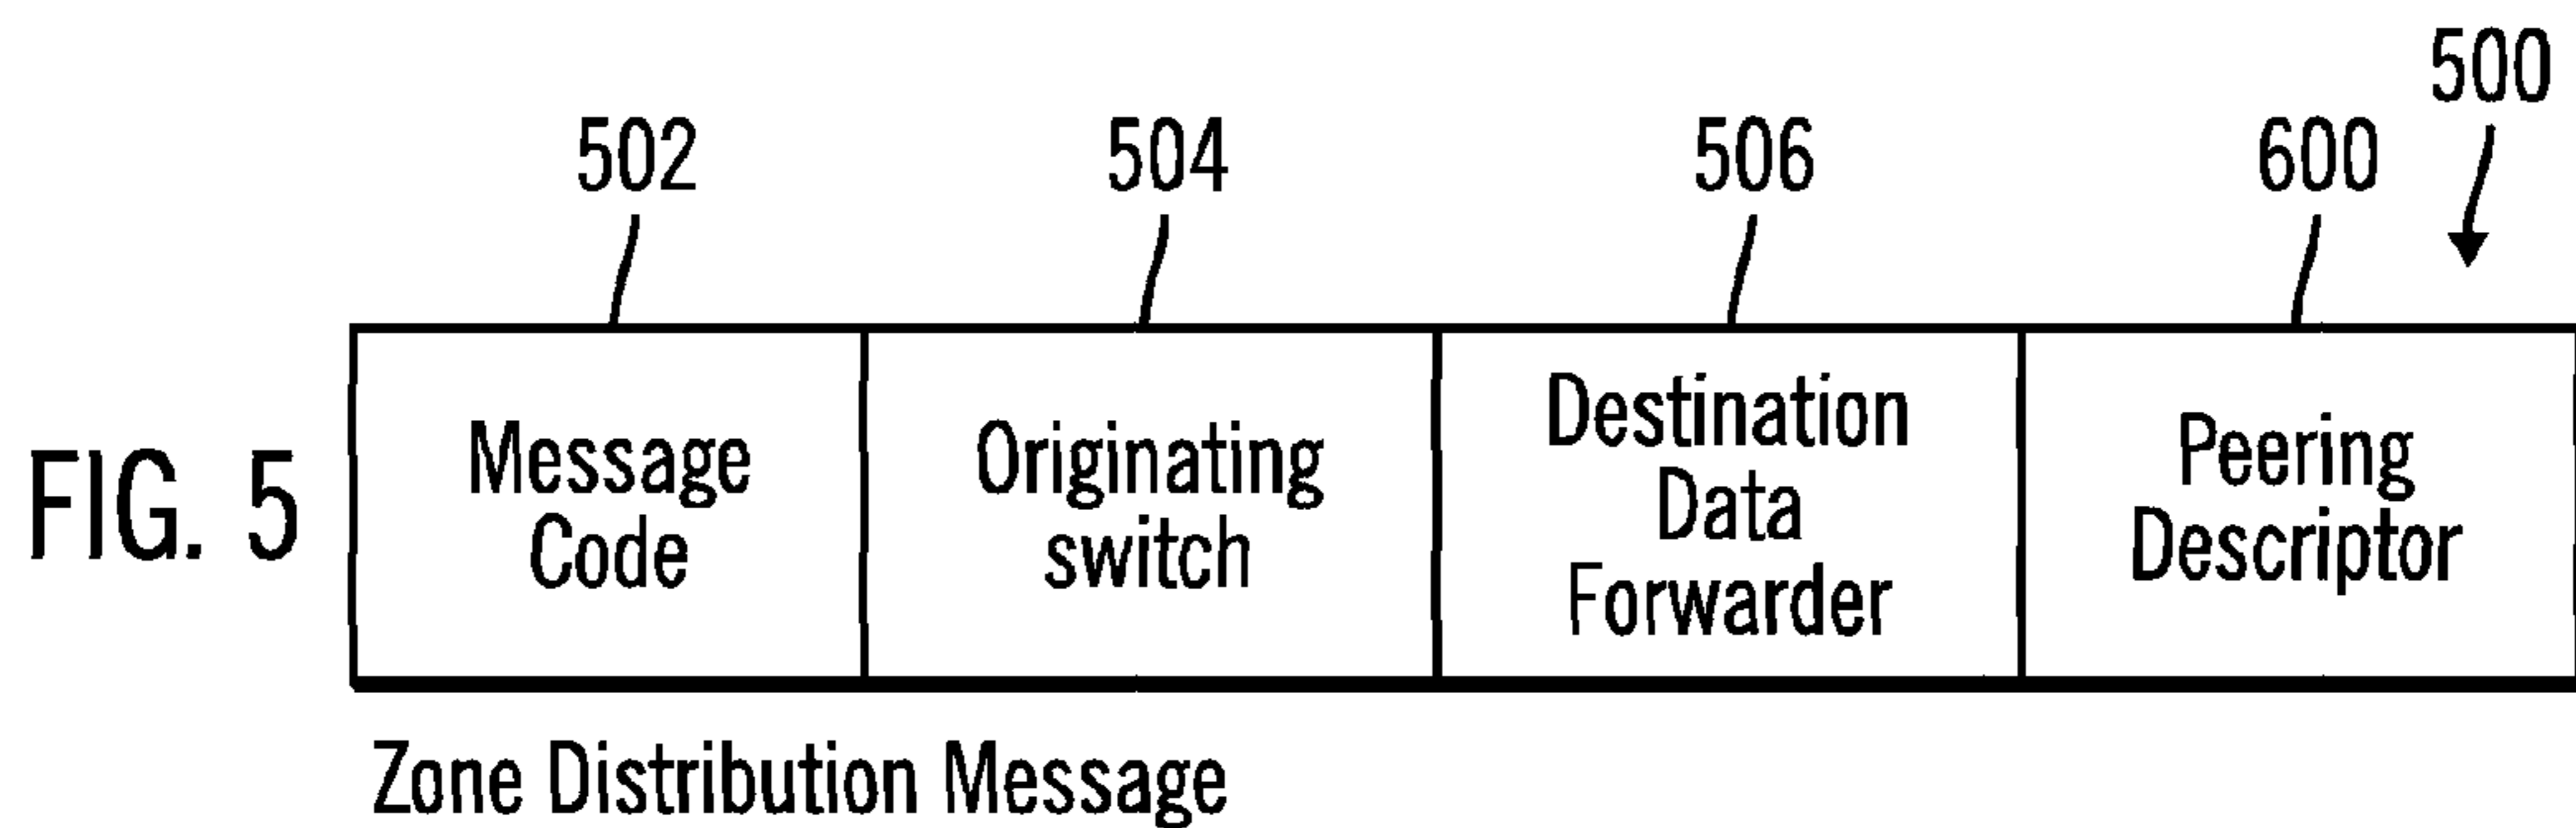 500
502
504
506
600
FIG. 5
Message
Code
Originating
switch
Destination
Data
Forwarder
Peering
Descriptor
Zone Distribution Message